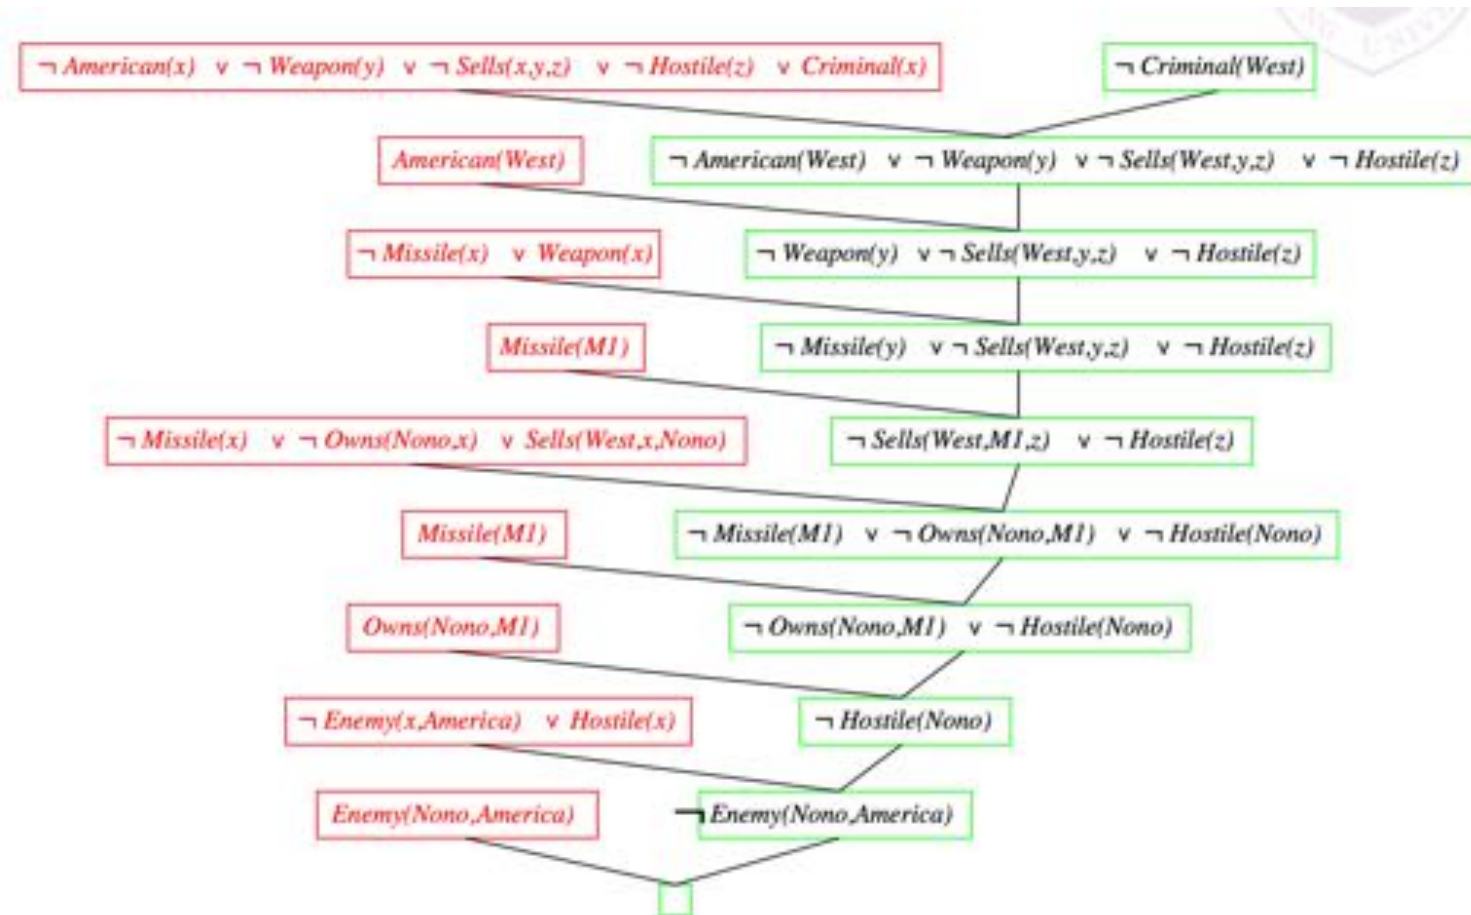 ¬ American(x) ∨ ¬ Weapon(y) ∨ ¬ Sells(x,y,z) ∨ ¬ Hostile(z) ∨ Criminal(x)
¬ Criminal(West)
American(West)
¬ American(West) ∨ ¬ Weapon(y) ∨ ¬ Sells(West,y,z) ∨ ¬ Hostile(z)
¬ Missile(x) ∨ Weapon(x)
¬ Weapon(y) ∨ ¬ Sells(West,y,z) ∨ ¬ Hostile(z)
Missile(M1)
¬ Missile(y) ∨ ¬ Sells(West,y,z) ∨ ¬ Hostile(z)
¬ Missile(x) ∨ ¬ Owns(Nono,x) ∨ Sells(West,x,Nono)
¬ Sells(West,M1,z) ∨ ¬ Hostile(z)
Missile(M1)
¬ Missile(M1) ∨ ¬ Owns(Nono,M1) ∨ ¬ Hostile(Nono)
Owns(Nono,M1)
¬ Owns(Nono,M1) ∨ ¬ Hostile(Nono)
¬ Enemy(x,America) ∨ Hostile(x)
¬ Hostile(Nono)
Enemy(Nono,America)
¬ Enemy(Nono,America)